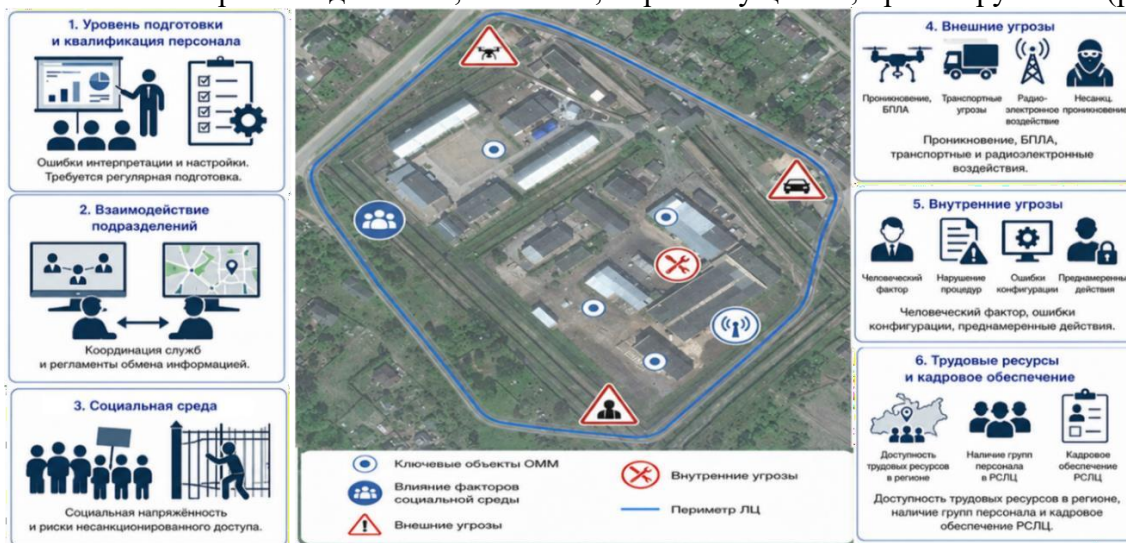 1. Уровень подготовки
и квалификация персонала
Ошибки интерпретации и настройки.
Требуется регулярная подготовка.
2. Взаимодействие
подразделений
Координация служб
и регламенты обмена информацией.
3. Социальная среда
Социальная напряжённость
и риски несанкционированного доступа.
Ключевые объекты ОММ
Влияние факторов
социальной среды
Внешние угрозы
Внутренние угрозы
Периметр ЛЦ
4. Внешние угрозы
Проникновение,
БПЛА
Транспортные
угрозы
Радио-
электронное
воздействие
Несанкц.
проникновение
Проникновение, БПЛА,
транспортные и радиоэлектронные
воздействия.
5. Внутренние угрозы
Человеческий
фактор
Нарушение
процедур
Ошибки
конфигурации
Преднамеренны
действия
Человеческий фактор, ошибки
конфигурации, преднамеренные действия.
6. Трудовые ресурсы
и кадровое обеспечение
Доступность
трудовых ресурсов
в регионе
Наличие групп
персонала
в РСЛЦ
Кадровое
обеспечение
РСЛЦ
Доступность трудовых ресурсов в регионе,
наличие групп персонала и кадровое
обеспечение РСЛЦ.